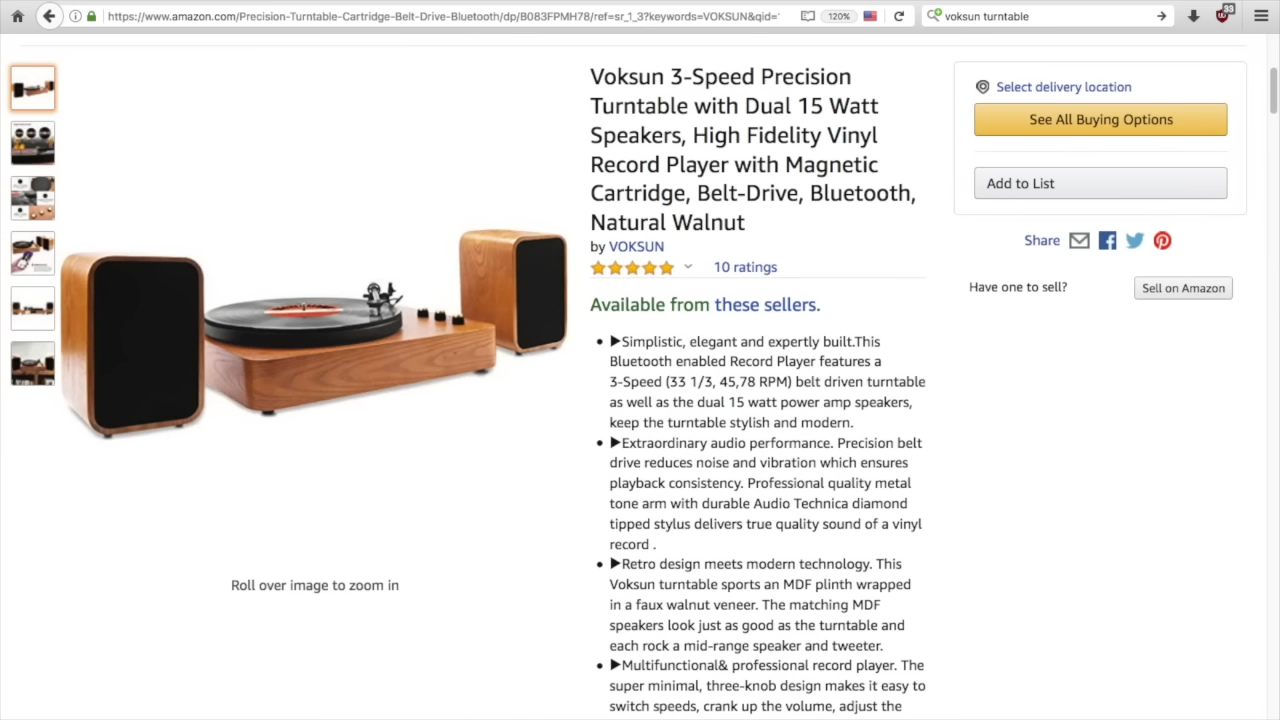 https://www.amazon.com/Precision-Turntable-Cartridge-Belt-Drive-Bluetooth/dp/B083FPMH78/ref=sr_1_3?keywords=VOKSUN&qid=
120%
voksun turntable
33
Voksun 3-Speed Precision
Turntable with Dual 15 Watt
Speakers, High Fidelity Vinyl
Record Player with Magnetic
Cartridge, Belt-Drive, Bluetooth,
Natural Walnut
by VOKSUN
10 ratings
Available from these sellers.
• ▶Simplistic, elegant and expertly built.This
Bluetooth enabled Record Player features a
3-Speed (33 1/3, 45,78 RPM) belt driven turntable
as well as the dual 15 watt power amp speakers,
keep the turntable stylish and modern.
• ▶Extraordinary audio performance. Precision belt
drive reduces noise and vibration which ensures
playback consistency. Professional quality metal
tone arm with durable Audio Technica diamond
tipped stylus delivers true quality sound of a vinyl
record .
• ▶Retro design meets modern technology. This
Voksun turntable sports an MDF plinth wrapped
in a faux walnut veneer. The matching MDF
speakers look just as good as the turntable and
each rock a mid-range speaker and tweeter.
• ▶Multifunctional& professional record player. The
super minimal, three-knob design makes it easy to
switch speeds, crank up the volume, adjust the
Select delivery location
See All Buying Options
Add to List
Share
Have one to sell?
Sell on Amazon
Roll over image to zoom in